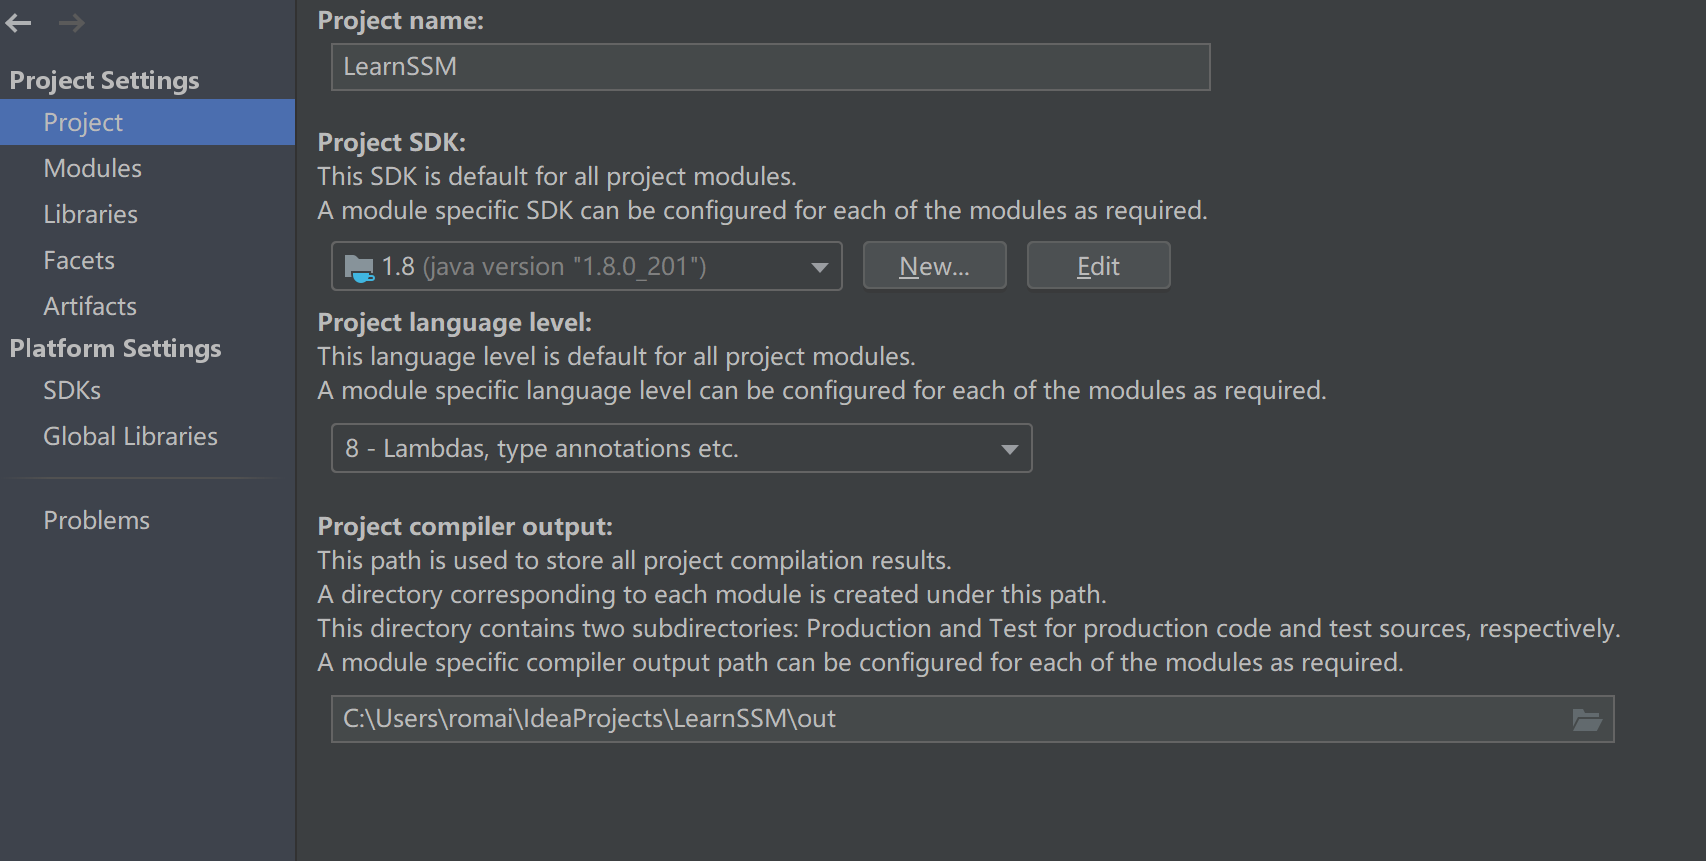 Project Settings
Project
Modules
Libraries
Facets
Artifacts
Platform Settings
SDKs
Global Libraries
Problems
Project name:
LearnSSM
Project SDK:
This SDK is default for all project modules.
A module specific SDK can be configured for each of the modules as required.
1.8 (java version "1.8.0_201") New... Edit
Project language level:
This language level is default for all project modules.
A module specific language level can be configured for each of the modules as required.
8 - Lambdas, type annotations etc.
Project compiler output:
This path is used to store all project compilation results.
A directory corresponding to each module is created under this path.
This directory contains two subdirectories: Production and Test for production code and test sources, respectively.
A module specific compiler output path can be configured for each of the modules as required.
C:\Users\romai\IdeaProjects\LearnSSM\out